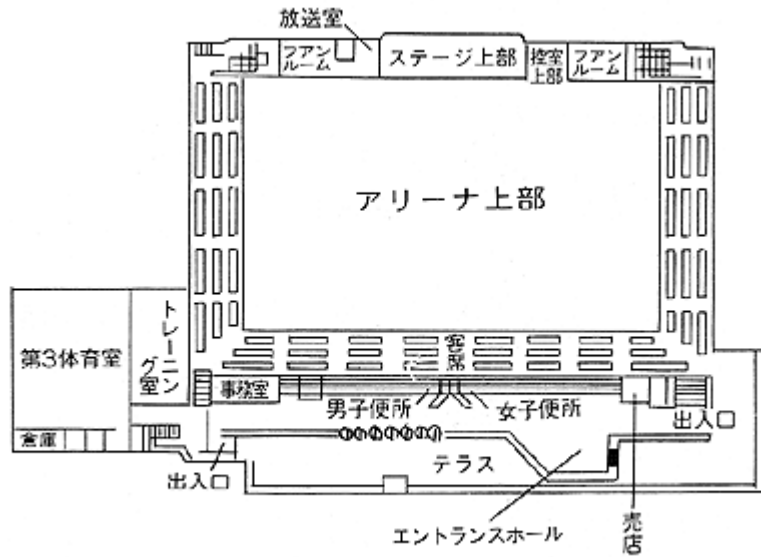 放送室
フアン
ルーム
ステージ上部
控室
上部
フアン
ルーム
アリーナ上部
第3体育室
トレーニン
グ室
客席
事務室
男子便所
女子便所
出入口
倉庫
出入口
テラス
エントランスホール
売店